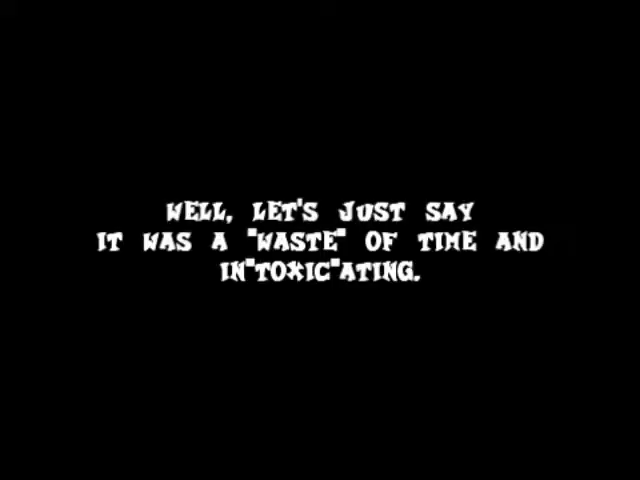 WELL, LET'S JUST SAY
IT WAS A "WASTE" OF TIME AND
IN"TOXIC"ATING.